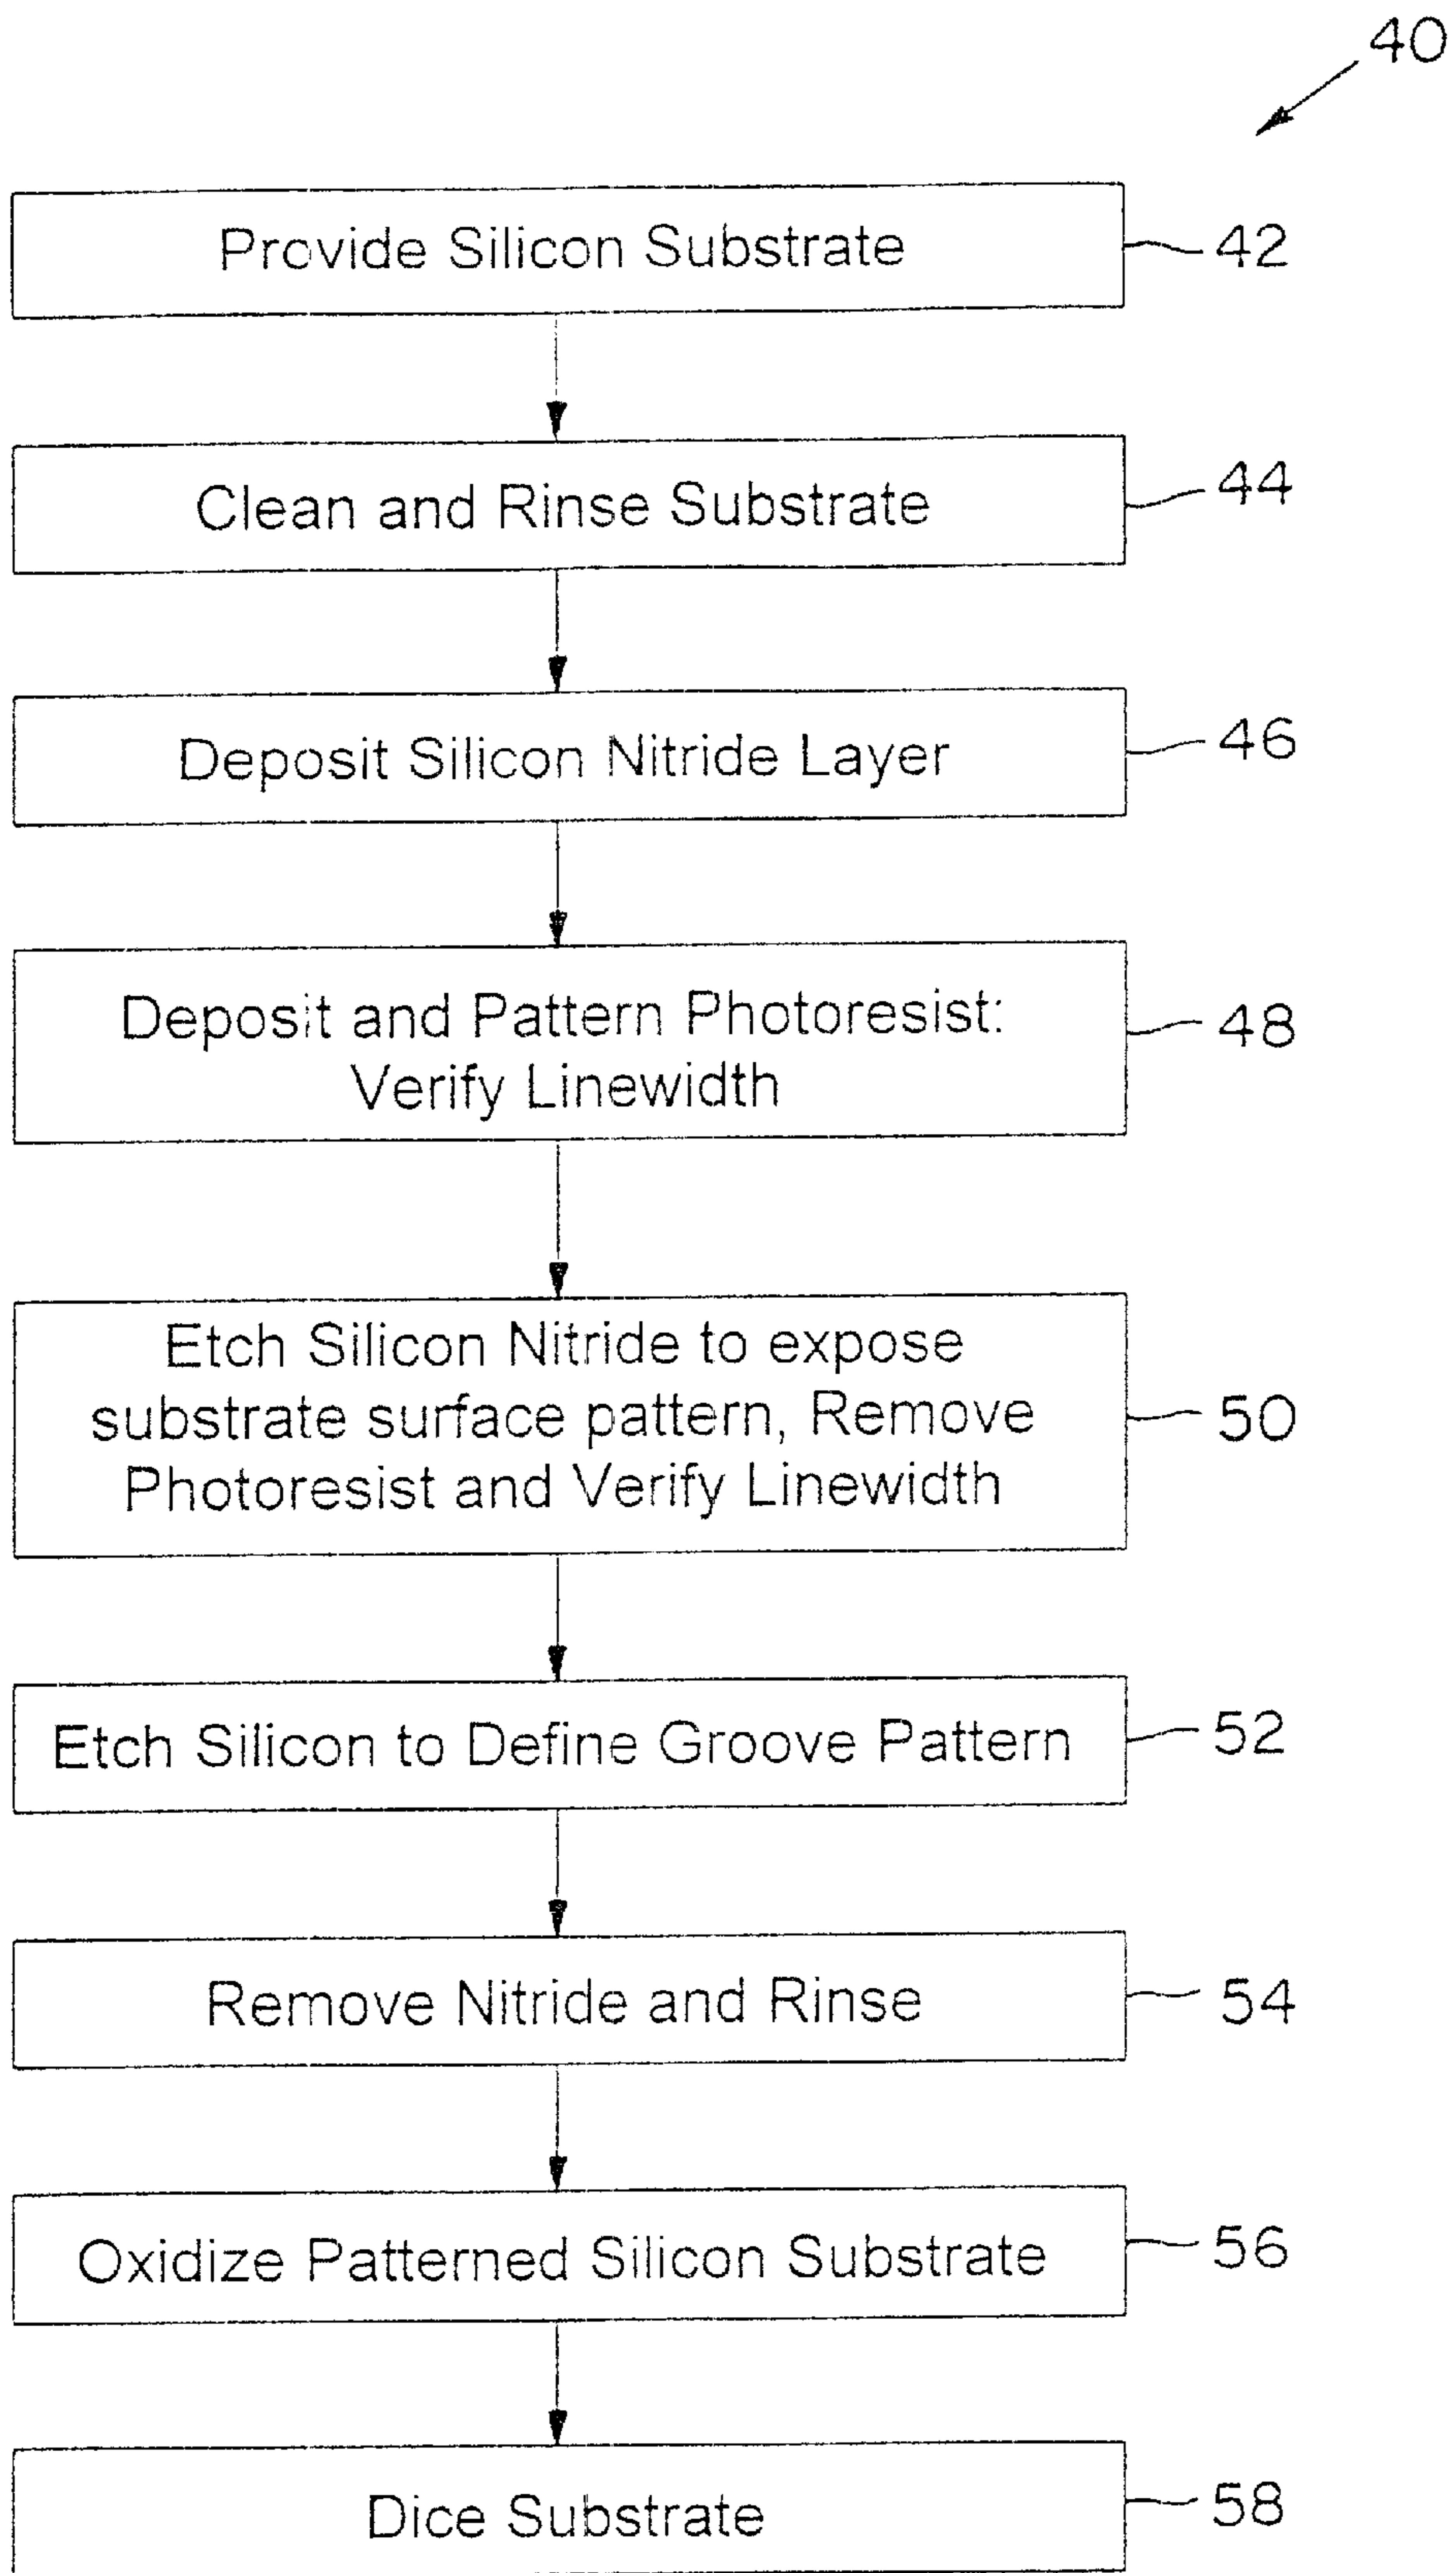 40
Provide Silicon Substrate
42
Clean and Rinse Substrate
44
Deposit Silicon Nitride Layer
46
Deposit and Pattern Photoresist:
Verify Linewidth
48
Etch Silicon Nitride to expose
substrate surface pattern, Remove
Photoresist and Verify Linewidth
50
Etch Silicon to Define Groove Pattern
52
Remove Nitride and Rinse
54
Oxidize Patterned Silicon Substrate
56
Dice Substrate
58